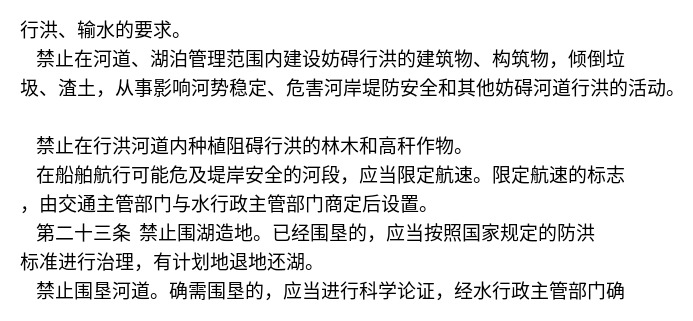 行洪、输水的要求。
禁止在河道、湖泊管理范围内建设妨碍行洪的建筑物、构筑物，倾倒垃
圾、渣土，从事影响河势稳定、危害河岸堤防安全和其他妨碍河道行洪的活动。
禁止在行洪河道内种植阻碍行洪的林木和高秆作物。
在船舶航行可能危及堤岸安全的河段，应当限定航速。限定航速的标志
，由交通主管部门与水行政主管部门商定后设置。
第二十三条 禁止围湖造地。已经围垦的，应当按照国家规定的防洪
标准进行治理，有计划地退地还湖。
禁止围垦河道。确需围垦的，应当进行科学论证，经水行政主管部门确